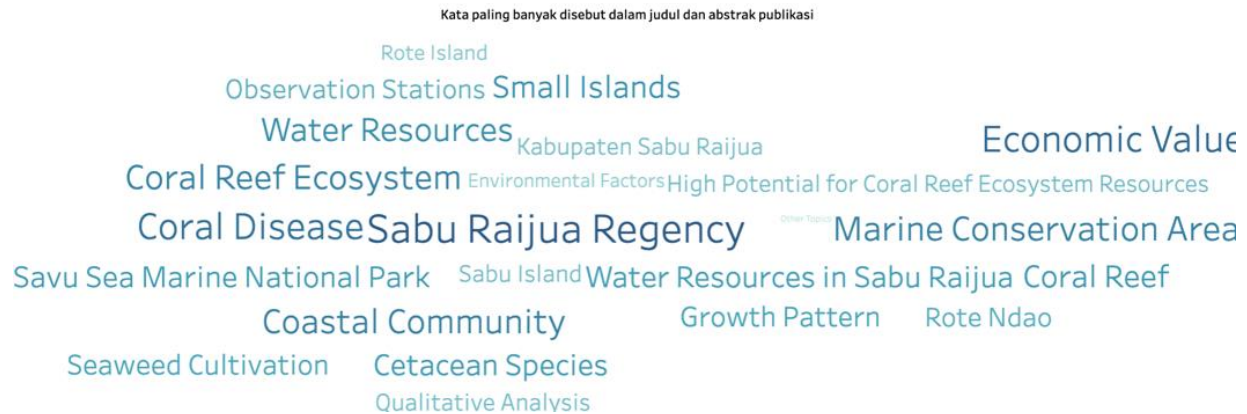 Kata paling banyak disebut dalam judul dan abstrak publikasi
Rote Island
Observation Stations Small Islands
Water Resources Kabupaten Sabu Raijua Economic Value
Coral Reef Ecosystem Environmental Factors High Potential for Coral Reef Ecosystem Resources
Coral Disease Sabu Raijua Regency Other Topics Marine Conservation Area
Savu Sea Marine National Park Sabu Island Water Resources in Sabu Raijua Coral Reef
Coastal Community Growth Pattern Rote Ndao
Seaweed Cultivation Cetacean Species
Qualitative Analysis